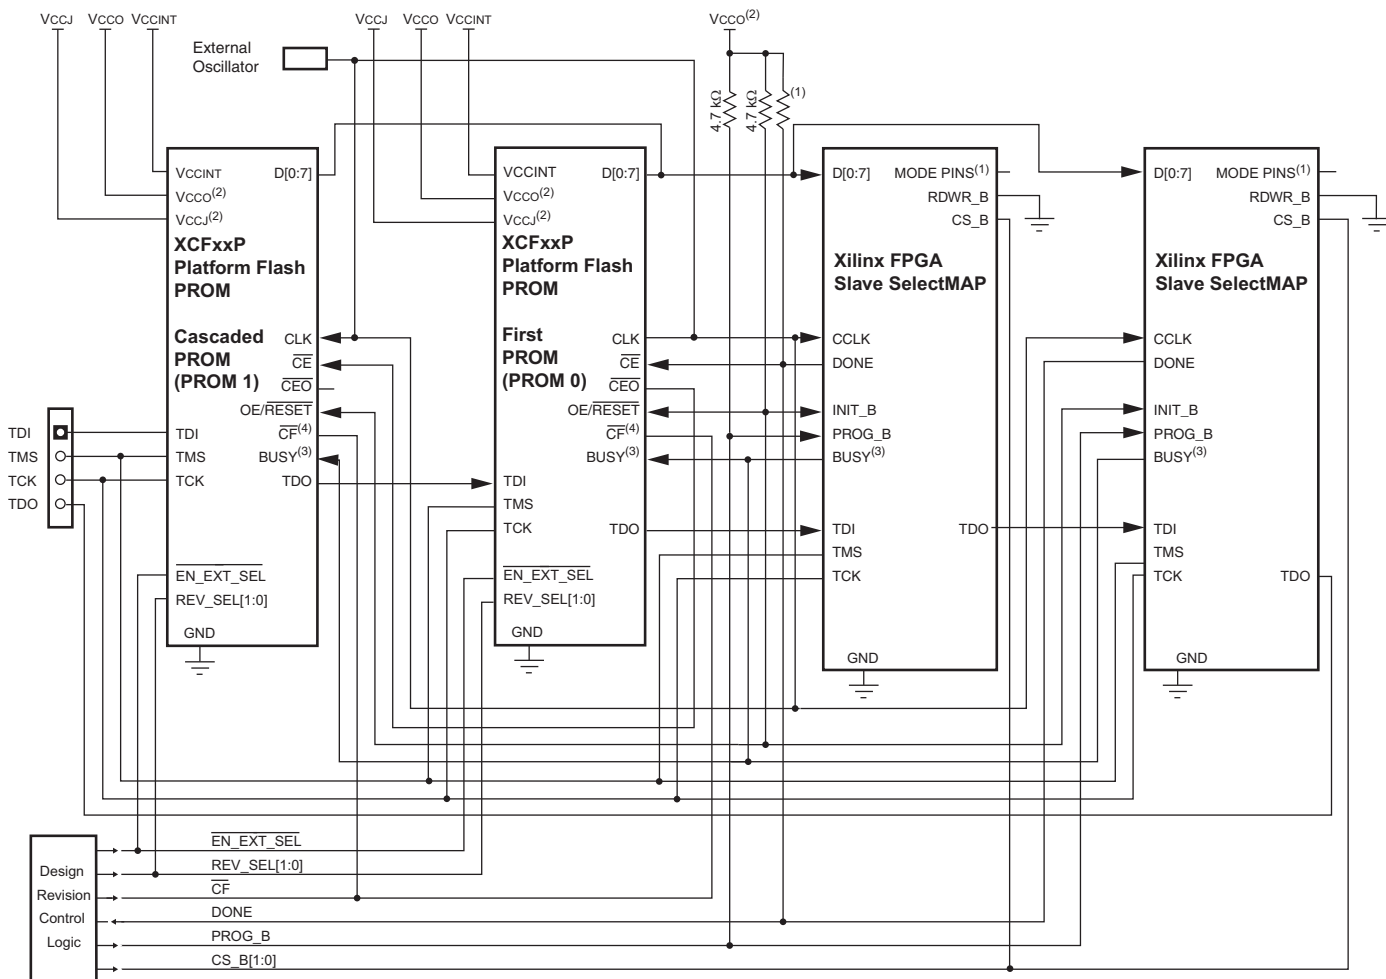 VCCJ VCCO VCCINT
External
Oscillator
VCCJ VCCO VCCINT
VCCO(2)
4.7 kΩ
4.7 kΩ
(1)
VCCINT
VCCO(2)
VCCJ(2)
D[0:7]
XCFxxP
Platform Flash
PROM
Cascaded
PROM
(PROM 1)
CLK
CE
CEO
OE/RESET
CF(4)
BUSY(3)
TDO
TDI
TMS
TCK
EN_EXT_SEL
REV_SEL[1:0]
GND
VCCINT
VCCO(2)
VCCJ(2)
D[0:7]
XCFxxP
Platform Flash
PROM
First
PROM
(PROM 0)
CLK
CE
CEO
OE/RESET
CF(4)
BUSY(3)
TDI
TMS
TCK
TDO
EN_EXT_SEL
REV_SEL[1:0]
GND
D[0:7]
MODE PINS(1)
RDWR_B
CS_B
Xilinx FPGA
Slave SelectMAP
CCLK
DONE
INIT_B
PROG_B
BUSY(3)
TDI
TMS
TCK
TDO
GND
D[0:7]
MODE PINS(1)
RDWR_B
CS_B
Xilinx FPGA
Slave SelectMAP
CCLK
DONE
INIT_B
PROG_B
BUSY(3)
TDI
TMS
TCK
TDO
GND
TDI
TMS
TCK
TDO
Design
Revision
Control
Logic
EN_EXT_SEL
REV_SEL[1:0]
CF
DONE
PROG_B
CS_B[1:0]